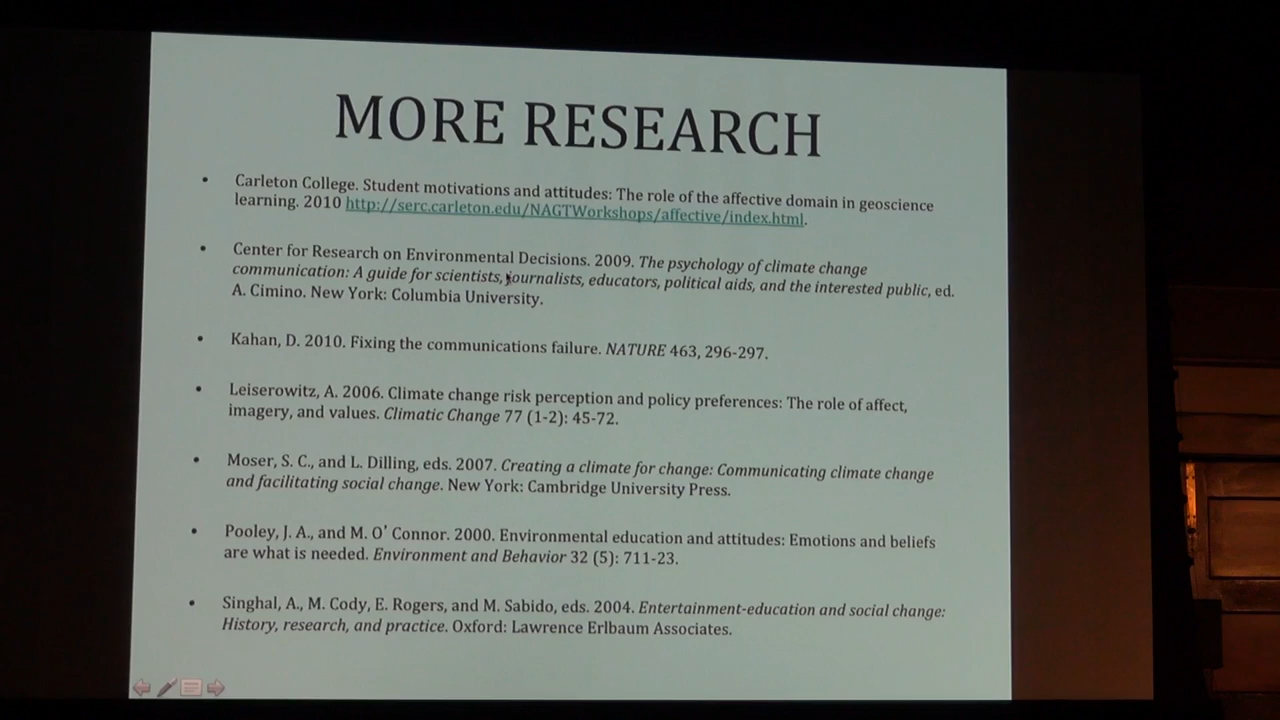 MORE RESEARCH
• Carleton College. Student motivations and attitudes: The role of the affective domain in geoscience
learning. 2010 http://serc.carleton.edu/NAGTWorkshops/affective/index.html.
• Center for Research on Environmental Decisions. 2009. The psychology of climate change
communication: A guide for scientists, journalists, educators, political aids, and the interested public, ed.
A. Cimino. New York: Columbia University.
• Kahan, D. 2010. Fixing the communications failure. NATURE 463, 296-297.
• Leiserowitz, A. 2006. Climate change risk perception and policy preferences: The role of affect,
imagery, and values. Climatic Change 77 (1-2): 45-72.
• Moser, S. C., and L. Dilling, eds. 2007. Creating a climate for change: Communicating climate change
and facilitating social change. New York: Cambridge University Press.
• Pooley, J. A., and M. O' Connor. 2000. Environmental education and attitudes: Emotions and beliefs
are what is needed. Environment and Behavior 32 (5): 711-23.
• Singhal, A., M. Cody, E. Rogers, and M. Sabido, eds. 2004. Entertainment-education and social change:
History, research, and practice. Oxford: Lawrence Erlbaum Associates.